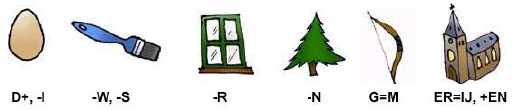 D+, -I -W, -S -R -N G=M ER=IJ, +EN